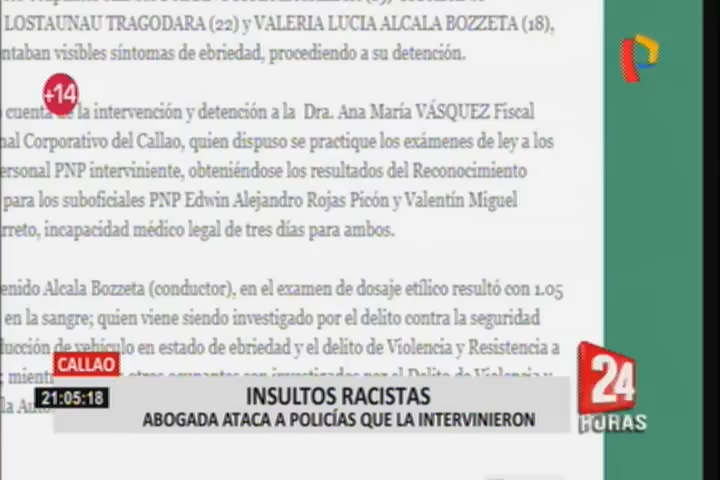 LOSTAUNAU TRAGODARA (22) y VALERIA LUCIA ALCALA BOZZETA (18),
ntaban visibles síntomas de ebriedad, procediendo a su detención.
+14
cuenta de la intervención y detención a la Dra. Ana María VÁSQUEZ Fiscal
nal Corporativo del Callao, quien dispuso se practique los exámenes de ley a los
ersonal PNP interviniente, obteniéndose los resultados del Reconocimiento
para los suboficiales PNP Edwin Alejandro Rojas Picón y Valentín Miguel
rreto, incapacidad médico legal de tres días para ambos.
enido Alcala Bozzeta (conductor), en el examen de dosaje etílico resultó con 1.05
en la sangre; quien viene siendo investigado por el delito contra la seguridad
ducción de vehículo en estado de ebriedad y el delito de Violencia y Resistencia a
CALLAO
21:05:18
INSULTOS RACISTAS
ABOGADA ATACA A POLICÍAS QUE LA INTERVINIERON
24
HORAS